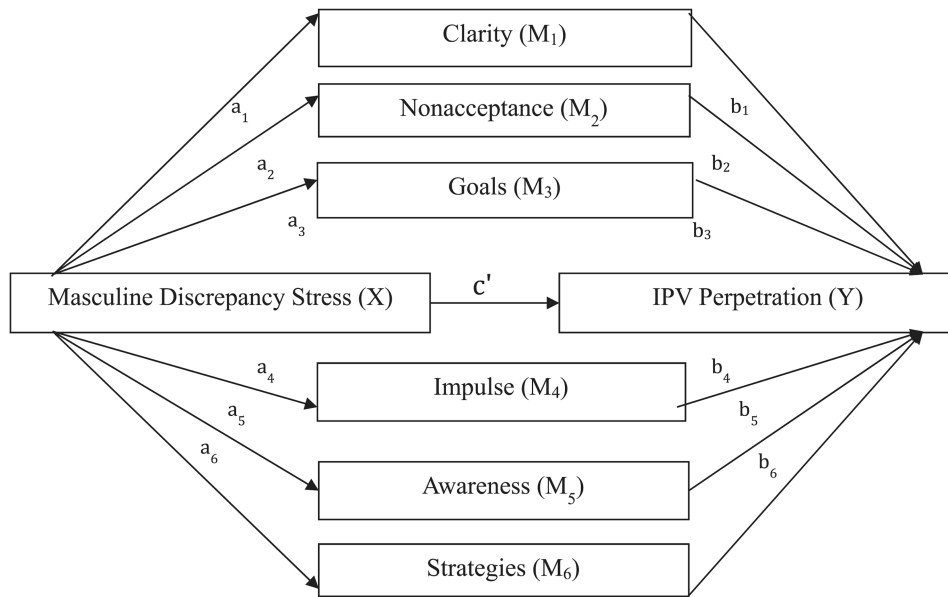 Clarity (M₁)
a₁
b₁
Nonacceptance (M₂)
a₂
b₂
Goals (M₃)
a₃
b₃
Masculine Discrepancy Stress (X)
c'
IPV Perpetration (Y)
a₄
Impulse (M₄)
b₄
a₅
b₅
a₆
Awareness (M₅)
b₆
Strategies (M₆)